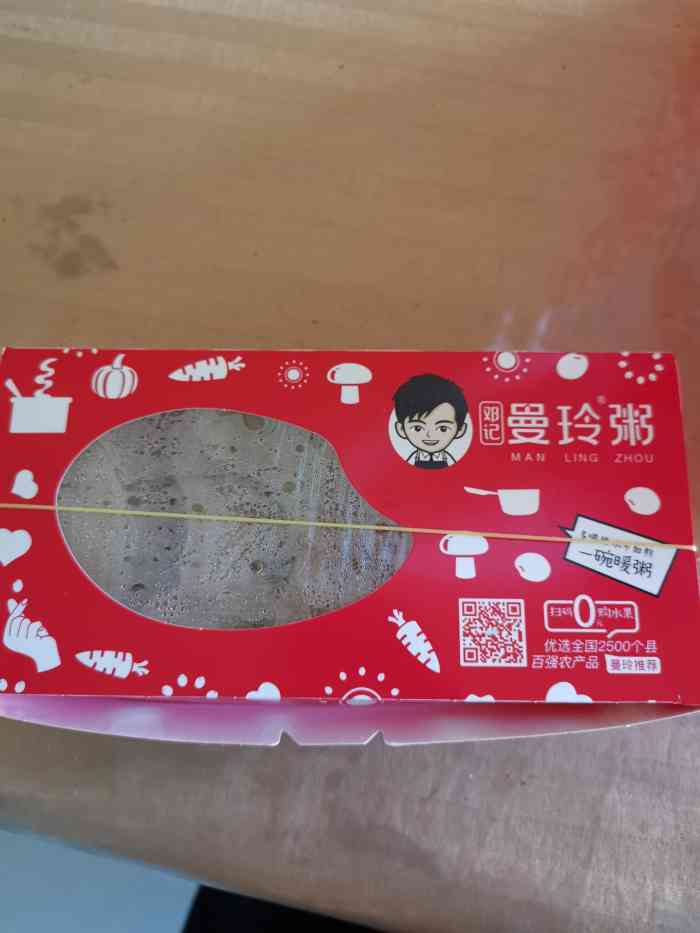 邓记
曼玲粥®
MAN LING ZHOU
一碗暖粥
扫码0元购水果
优选全国2500个县
百强农产品 曼玲推荐